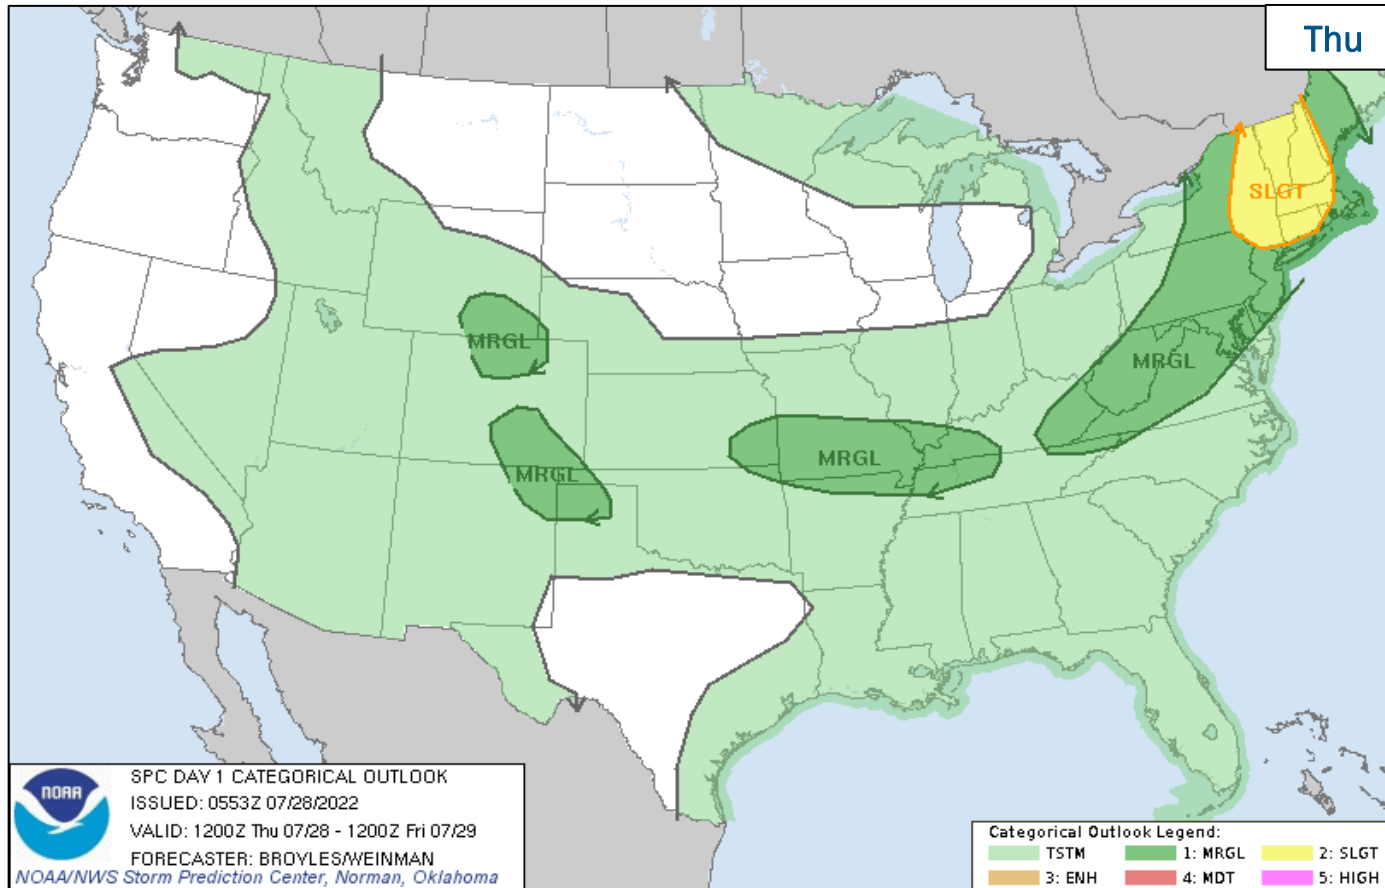 Thu
SLGT
MRGL
MRGL
MRGL
MRGL
NOAA
SPC DAY 1 CATEGORICAL OUTLOOK
ISSUED: 0553Z 07/28/2022
VALID: 1200Z Thu 07/28 - 1200Z Fri 07/29
FORECASTER: BROYLES/WEINMAN
NOAA/NWS Storm Prediction Center, Norman, Oklahoma
Categorical Outlook Legend:
TSTM 1: MRGL 2: SLGT
3: ENH 4: MDT 5: HIGH